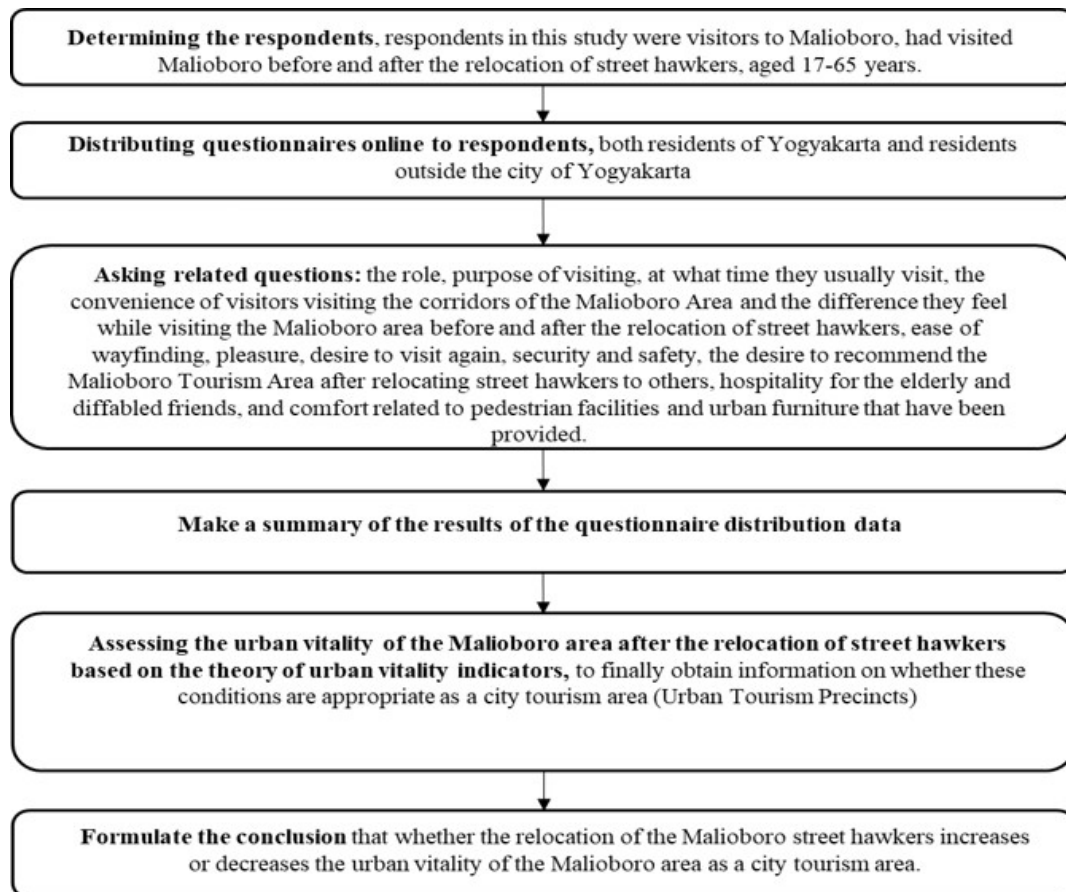 Determining the respondents, respondents in this study were visitors to Malioboro, had visited
Malioboro before and after the relocation of street hawkers, aged 17-65 years.
Distributing questionnaires online to respondents, both residents of Yogyakarta and residents
outside the city of Yogyakarta
Asking related questions: the role, purpose of visiting, at what time they usually visit, the
convenience of visitors visiting the corridors of the Malioboro Area and the difference they feel
while visiting the Malioboro area before and after the relocation of street hawkers, ease of
wayfinding, pleasure, desire to visit again, security and safety, the desire to recommend the
Malioboro Tourism Area after relocating street hawkers to others, hospitality for the elderly and
diffabled friends, and comfort related to pedestrian facilities and urban furniture that have been
provided.
Make a summary of the results of the questionnaire distribution data
Assessing the urban vitality of the Malioboro area after the relocation of street hawkers
based on the theory of urban vitality indicators, to finally obtain information on whether these
conditions are appropriate as a city tourism area (Urban Tourism Precincts)
Formulate the conclusion that whether the relocation of the Malioboro street hawkers increases
or decreases the urban vitality of the Malioboro area as a city tourism area.